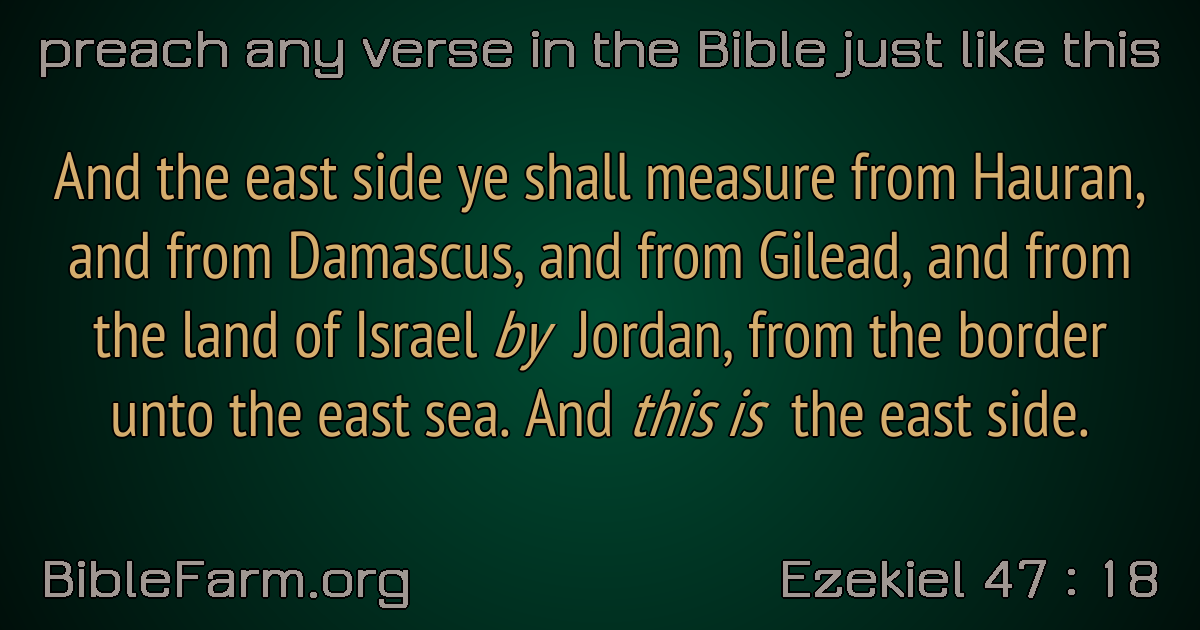 preach any verse in the Bible just like this
And the east side ye shall measure from Hauran,
and from Damascus, and from Gilead, and from
the land of Israel by Jordan, from the border
unto the east sea. And this is the east side.
BibleFarm.org
Ezekiel 47 : 18